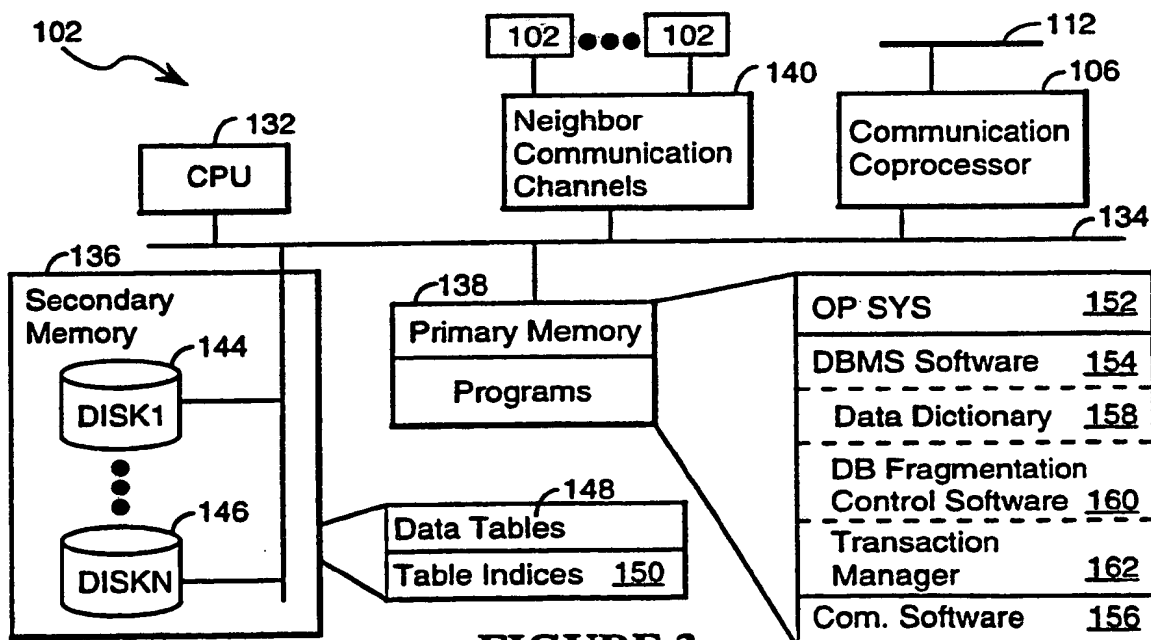 102
102
102
112
140
106
132
Neighbor
Communication
Channels
Communication
Coprocessor
CPU
134
136
Secondary
Memory
144
DISK1
146
DISKN
138
Primary Memory
Programs
148
Data Tables
Table Indices 150
OP SYS 152
DBMS Software 154
Data Dictionary 158
DB Fragmentation
Control Software 160
Transaction
Manager 162
Com. Software 156